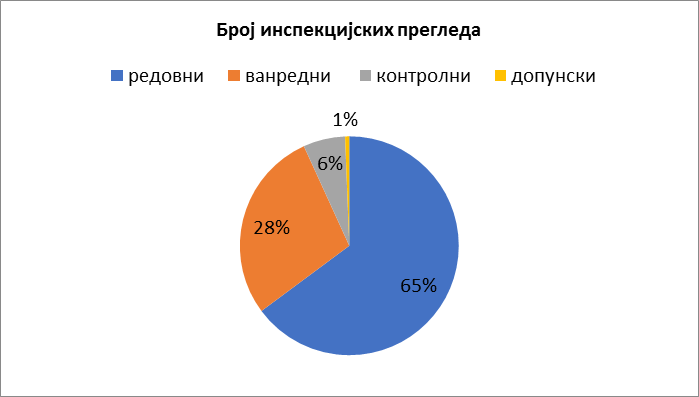 Број инспекцијских прегледа
редовни ванредни контролни допунски
1%
6%
28%
65%